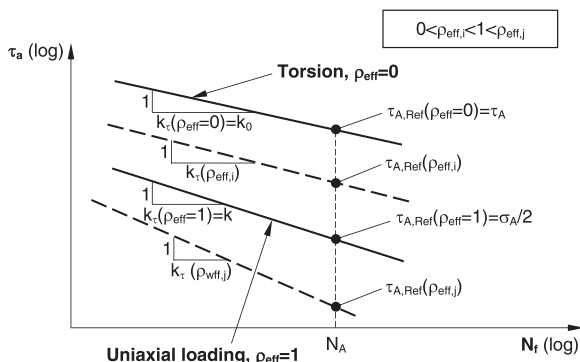 0<ρeff,i<1<ρeff,j
τa (log)
Torsion, ρeff=0
1
kτ(ρeff=0)=k0
τA,Ref(ρeff=0)=τA
1
kτ(ρeff,i)
τA,Ref(ρeff,i)
1
kτ(ρeff=1)=k
τA,Ref(ρeff=1)=σA/2
1
kτ (ρwff,j)
τA,Ref(ρeff,j)
NA
Nf (log)
Uniaxial loading, ρeff=1